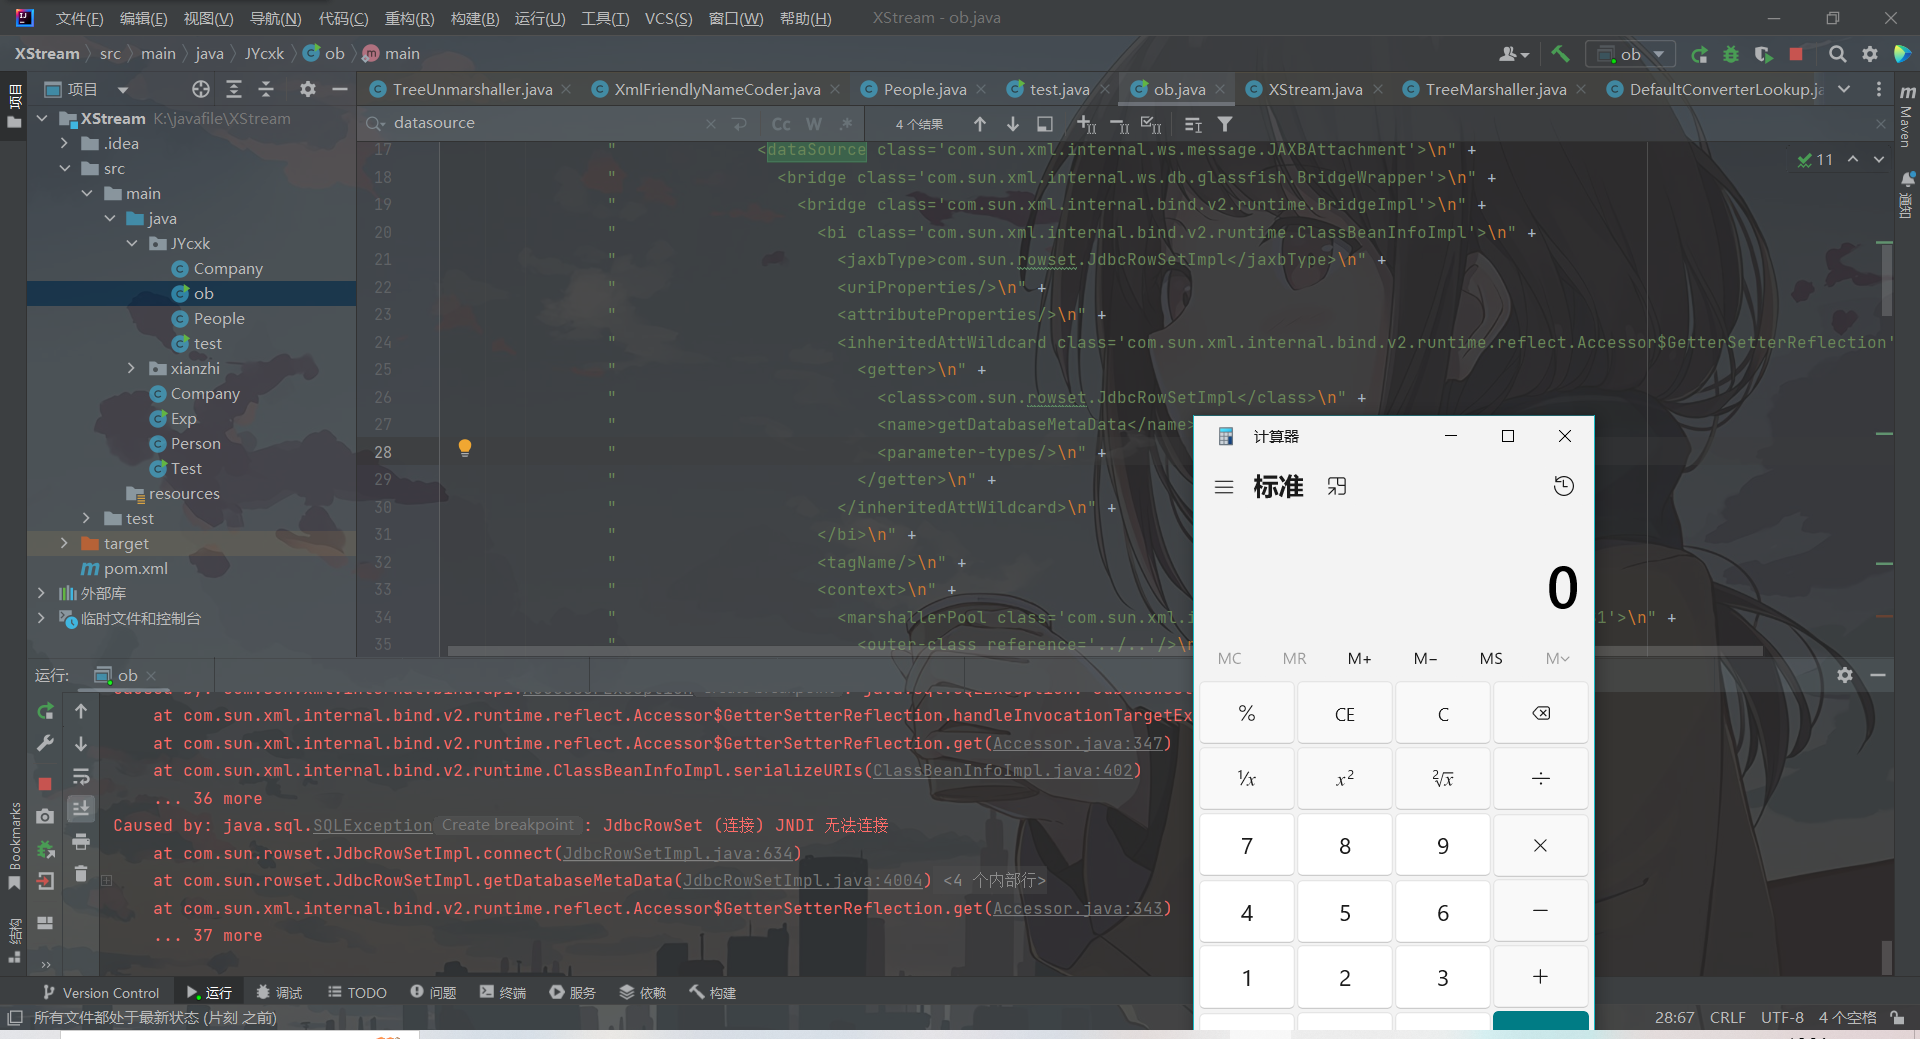 文件(F) 编辑(E) 视图(V) 导航(N) 代码(C) 重构(R) 构建(B) 运行(U) 工具(T) VCS(S) 窗口(W) 帮助(H) XStream - ob.java
XStream src main java JYcxk ob main ob
项目 TreeUnmarshaller.java XmlFriendlyNameCoder.java People.java test.java ob.java XStream.java TreeMarshaller.java DefaultConverterLookup.ja
项目
XStream K:\javafile\XStream
.idea
src
main
java
JYcxk
Company
ob
People
test
xianzhi
Company
Exp
Person
Test
resources
test
target
pom.xml
外部库
临时文件和控制台
datasource Cc W .* 4 个结果
11
Maven
通知
17 " <dataSource class='com.sun.xml.internal.ws.message.JAXBAttachment'>\n" +
18 " <bridge class='com.sun.xml.internal.ws.db.glassfish.BridgeWrapper'>\n" +
19 " <bridge class='com.sun.xml.internal.bind.v2.runtime.BridgeImpl'>\n" +
20 " <bi class='com.sun.xml.internal.bind.v2.runtime.ClassBeanInfoImpl'>\n" +
21 " <jaxbType>com.sun.rowset.JdbcRowSetImpl</jaxbType>\n" +
22 " <uriProperties/>\n" +
23 " <attributeProperties/>\n" +
24 " <inheritedAttWildcard class='com.sun.xml.internal.bind.v2.runtime.reflect.Accessor$GetterSetterReflection'
25 " <getter>\n" +
26 " <class>com.sun.rowset.JdbcRowSetImpl</class>\n" +
27 " <name>getDatabaseMetaData</name>
28 " <parameter-types/>\n" +
29 " </getter>\n" +
30 " </inheritedAttWildcard>\n" +
31 " </bi>\n" +
32 " <tagName/>\n" +
33 " <context>\n" +
34 " <marshallerPool class='com.sun.xml.i 1'>\n" +
35 " <outer-class reference='../..'/>\
运行: ob
at com.sun.xml.internal.bind.v2.runtime.reflect.Accessor$GetterSetterReflection.handleInvocationTargetEx
at com.sun.xml.internal.bind.v2.runtime.reflect.Accessor$GetterSetterReflection.get(Accessor.java:347)
at com.sun.xml.internal.bind.v2.runtime.ClassBeanInfoImpl.serializeURIs(ClassBeanInfoImpl.java:402)
... 36 more
Caused by: java.sql.SQLException Create breakpoint : JdbcRowSet (连接) JNDI 无法连接
at com.sun.rowset.JdbcRowSetImpl.connect(JdbcRowSetImpl.java:634)
at com.sun.rowset.JdbcRowSetImpl.getDatabaseMetaData(JdbcRowSetImpl.java:4004) <4 个内部行>
at com.sun.xml.internal.bind.v2.runtime.reflect.Accessor$GetterSetterReflection.get(Accessor.java:343)
... 37 more
Bookmarks
结构
计算器
标准
0
MC MR M+ M− MS M
% CE C
⅟x x² ²√x ÷
7 8 9 ×
4 5 6 −
1 2 3 +
Version Control 运行 调试 TODO 问题 终端 服务 依赖 构建
所有文件都处于最新状态 (片刻 之前) 28:67 CRLF UTF-8 4 个空格